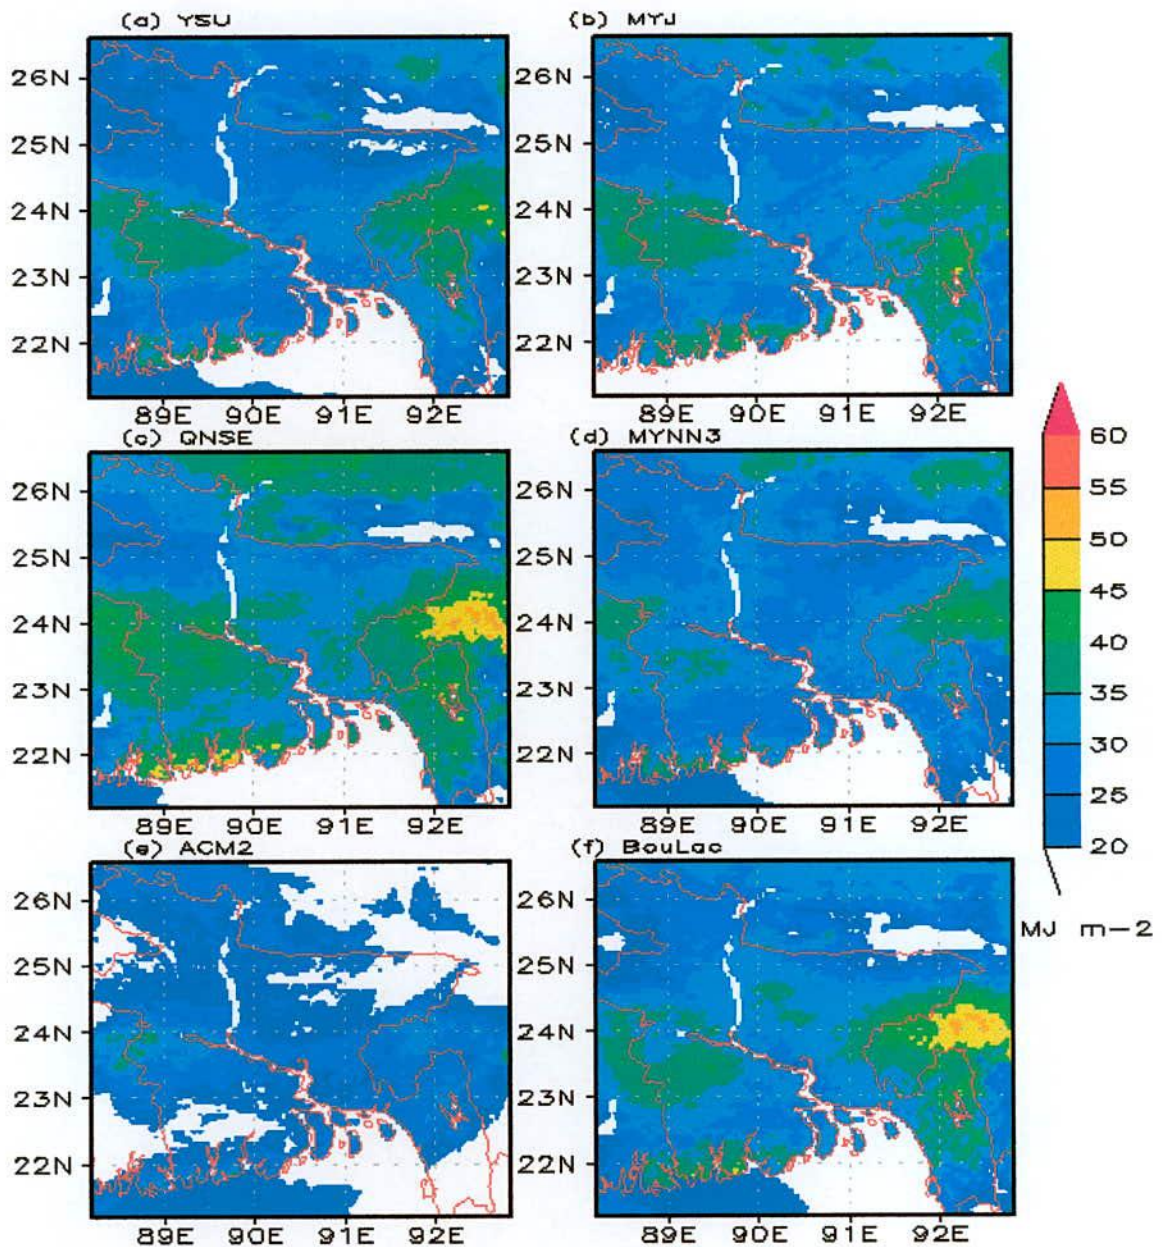 (a) YSU
(b) MYJ
26N
25N
24N
23N
22N
89E 90E 91E 92E
26N
25N
24N
23N
22N
89E 90E 91E 92E
(c) QNSE
(d) MYNN3
26N
25N
24N
23N
22N
89E 90E 91E 92E
26N
25N
24N
23N
22N
89E 90E 91E 92E
60
55
50
45
40
35
30
25
20
MJ m-2
(e) ACM2
(f) BouLac
26N
25N
24N
23N
22N
89E 90E 91E 92E
26N
25N
24N
23N
22N
89E 90E 91E 92E